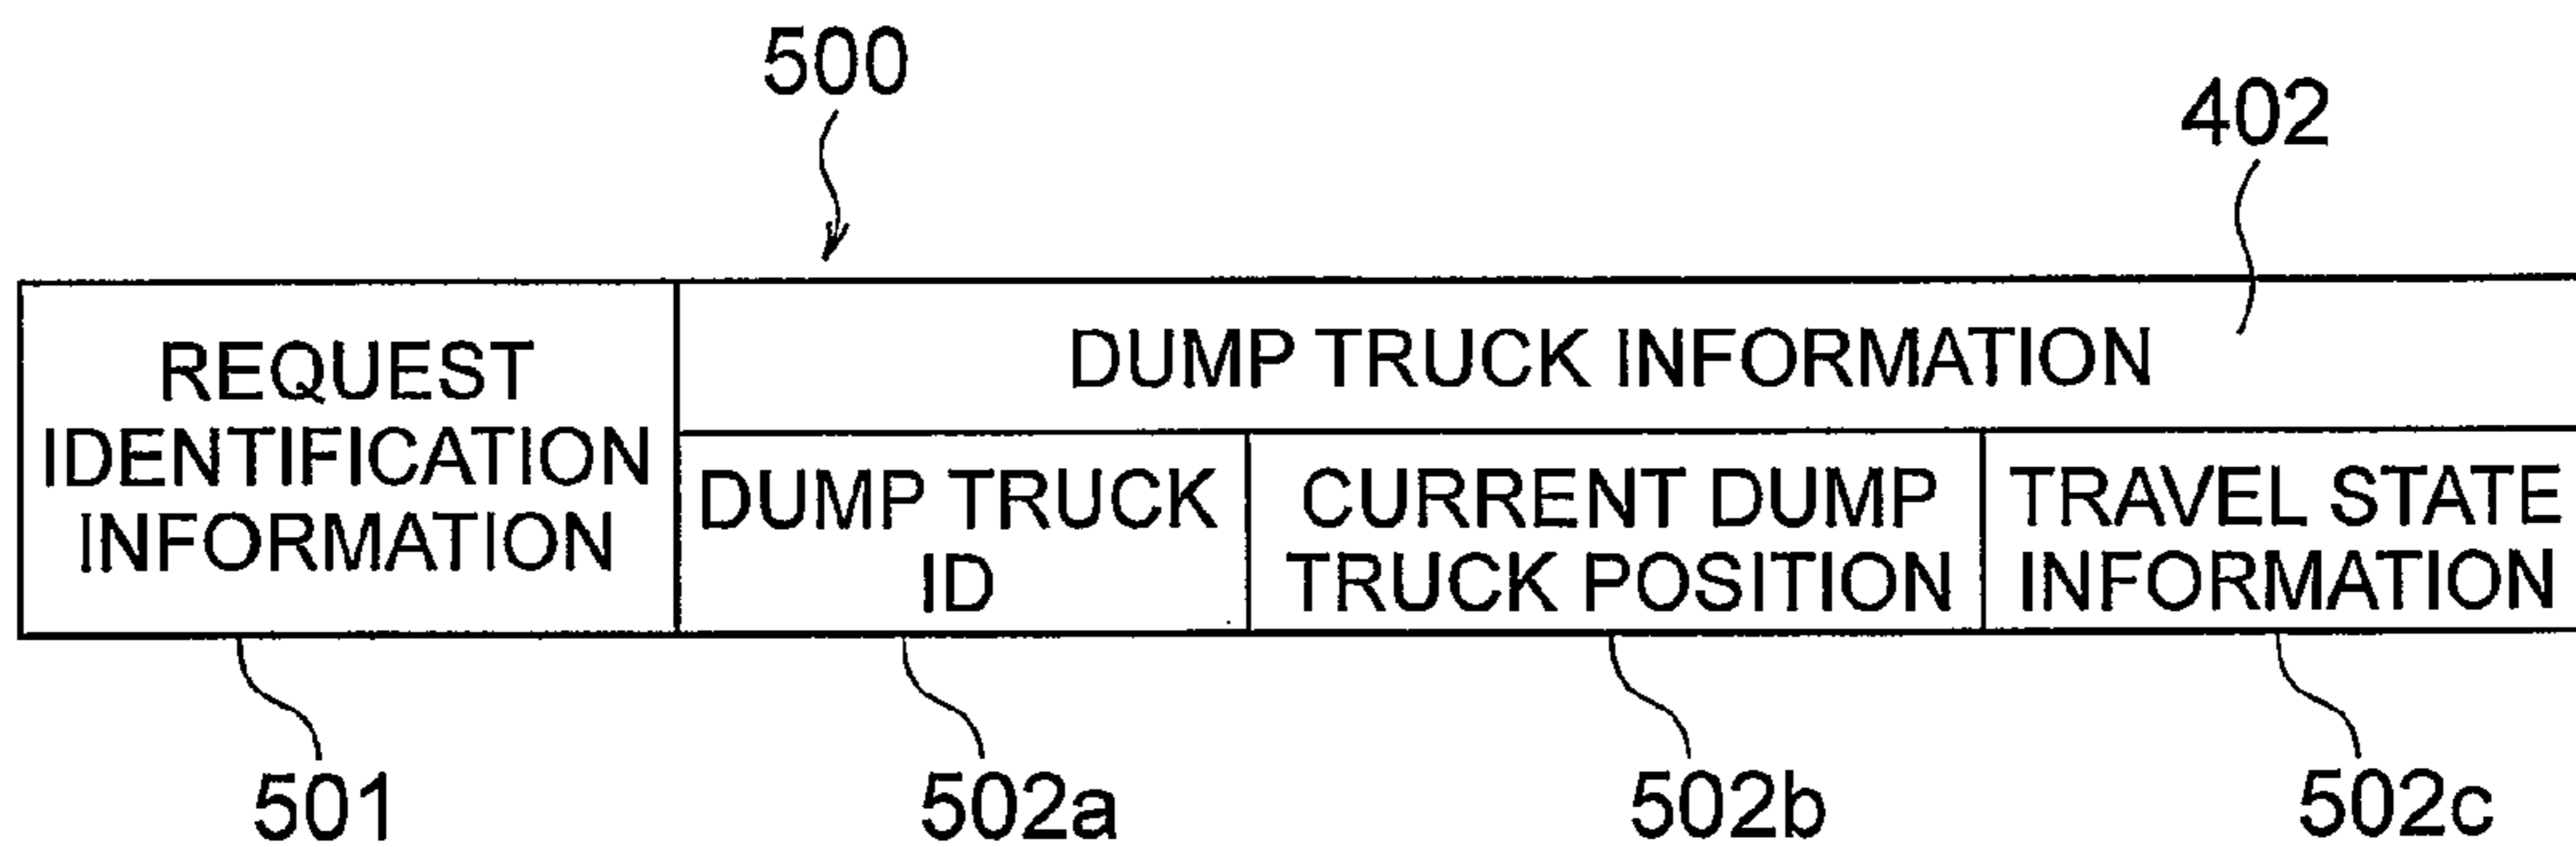 500
402
REQUEST
IDENTIFICATION
INFORMATION
DUMP TRUCK INFORMATION
DUMP TRUCK
ID
CURRENT DUMP
TRUCK POSITION
TRAVEL STATE
INFORMATION
501
502a
502b
502c